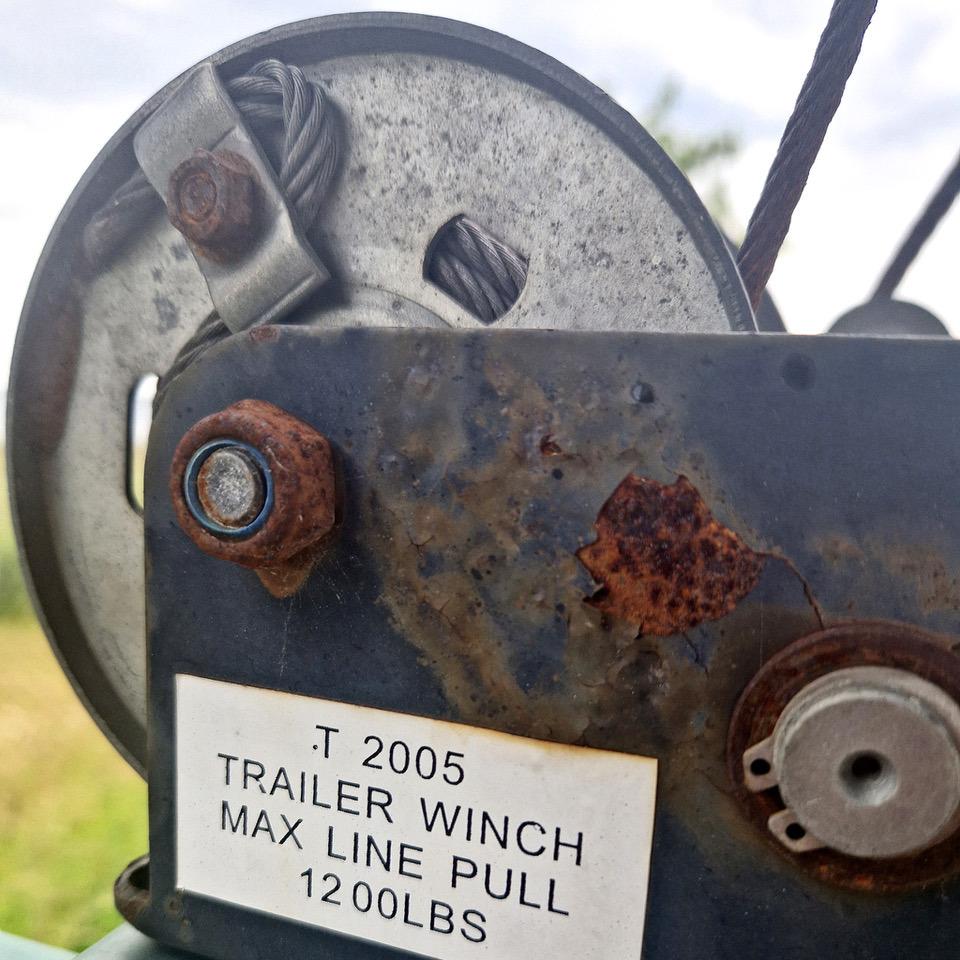 .T 2005
TRAILER WINCH
MAX LINE PULL
1200LBS